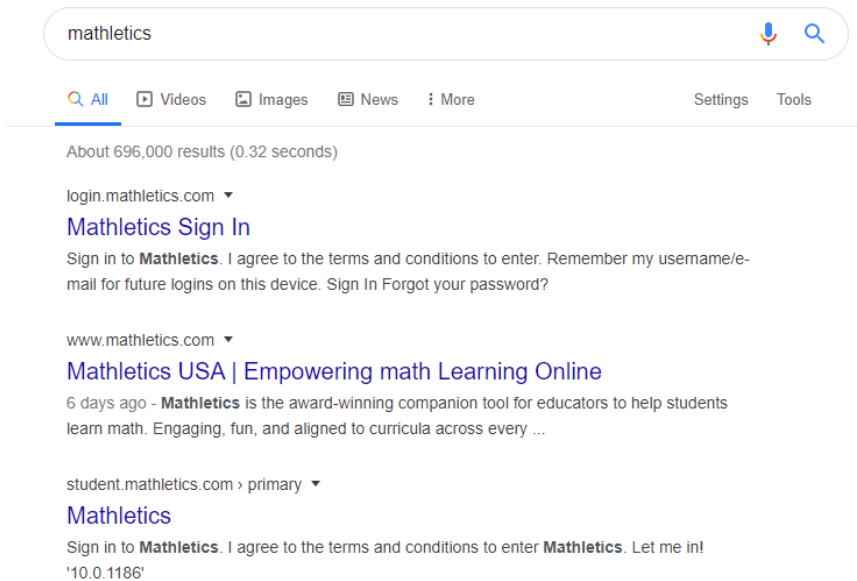 mathletics
All Videos Images News More Settings Tools
About 696,000 results (0.32 seconds)
login.mathletics.com
Mathletics Sign In
Sign in to Mathletics. I agree to the terms and conditions to enter. Remember my username/e-
mail for future logins on this device. Sign In Forgot your password?
www.mathletics.com
Mathletics USA | Empowering math Learning Online
6 days ago - Mathletics is the award-winning companion tool for educators to help students
learn math. Engaging, fun, and aligned to curricula across every ...
student.mathletics.com › primary
Mathletics
Sign in to Mathletics. I agree to the terms and conditions to enter Mathletics. Let me in!
'10.0.1186'